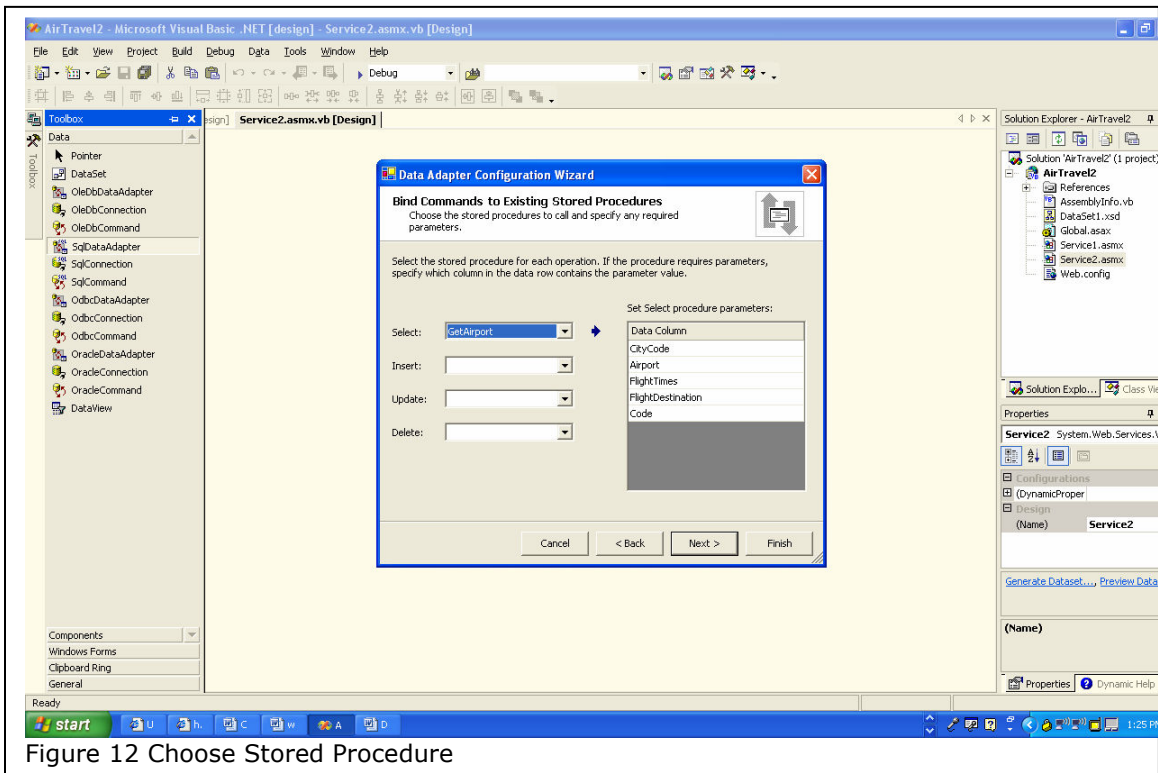 AirTravel2 - Microsoft Visual Basic .NET [design] - Service2.asmx.vb [Design]
File Edit View Project Build Debug Data Tools Window Help
Debug
Toolbox
esign] Service2.asmx.vb [Design]
Solution Explorer - AirTravel2
Toolbox
Data
Pointer
DataSet
OleDbDataAdapter
OleDbConnection
OleDbCommand
SqlDataAdapter
SqlConnection
SqlCommand
OdbcDataAdapter
OdbcConnection
OdbcCommand
OracleDataAdapter
OracleConnection
OracleCommand
DataView
Components
Windows Forms
Clipboard Ring
General
Data Adapter Configuration Wizard
Bind Commands to Existing Stored Procedures
Choose the stored procedures to call and specify any required
parameters.
Select the stored procedure for each operation. If the procedure requires parameters,
specify which column in the data row contains the parameter value.
Set Select procedure parameters:
Select: GetAirport
Insert:
Update:
Delete:
Data Column
CityCode
Airport
FlightTimes
FlightDestination
Code
Cancel < Back Next > Finish
Solution 'AirTravel2' (1 project)
AirTravel2
References
AssemblyInfo.vb
DataSet1.xsd
Global.asax
Service1.asmx
Service2.asmx
Web.config
Solution Explo... Class Vie
Properties
Service2 System.Web.Services.
Configurations
(DynamicProper
Design
(Name) Service2
Generate Dataset..., Preview Data
(Name)
Properties Dynamic Help
Ready
start U h. C w A D 1:25 P
Figure 12 Choose Stored Procedure